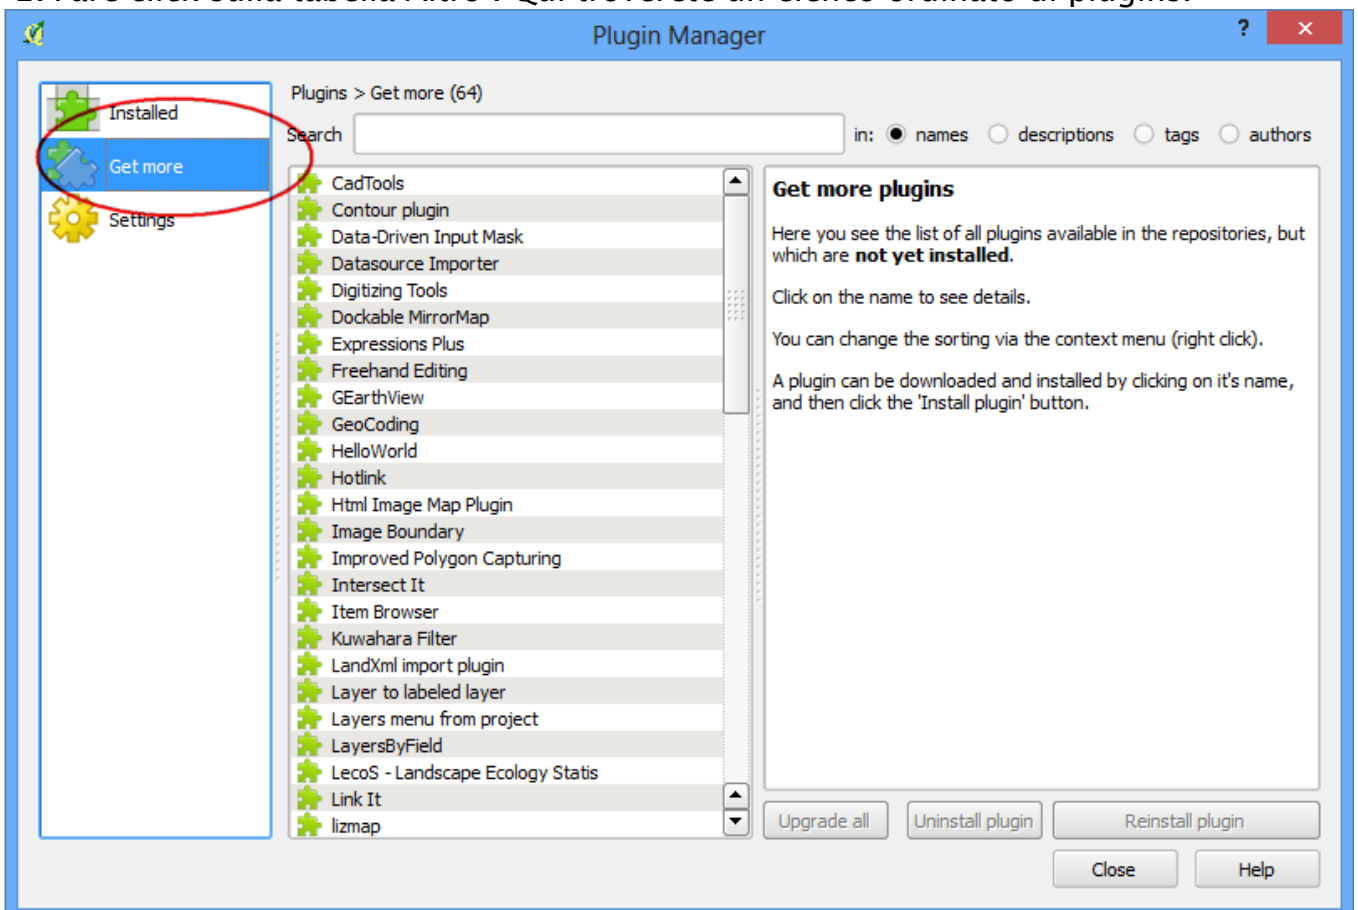 Plugin Manager
?
Installed
Get more
Settings
Plugins > Get more (64)
Search
in: names descriptions tags authors
CadTools
Contour plugin
Data-Driven Input Mask
Datasource Importer
Digitizing Tools
Dockable MirrorMap
Expressions Plus
Freehand Editing
GEarthView
GeoCoding
HelloWorld
Hotlink
Html Image Map Plugin
Image Boundary
Improved Polygon Capturing
Intersect It
Item Browser
Kuwahara Filter
LandXml import plugin
Layer to labeled layer
Layers menu from project
LayersByField
LecoS - Landscape Ecology Statis
Link It
lizmap
Get more plugins
Here you see the list of all plugins available in the repositories, but
which are not yet installed.
Click on the name to see details.
You can change the sorting via the context menu (right click).
A plugin can be downloaded and installed by clicking on it's name,
and then click the 'Install plugin' button.
Upgrade all
Uninstall plugin
Reinstall plugin
Close
Help